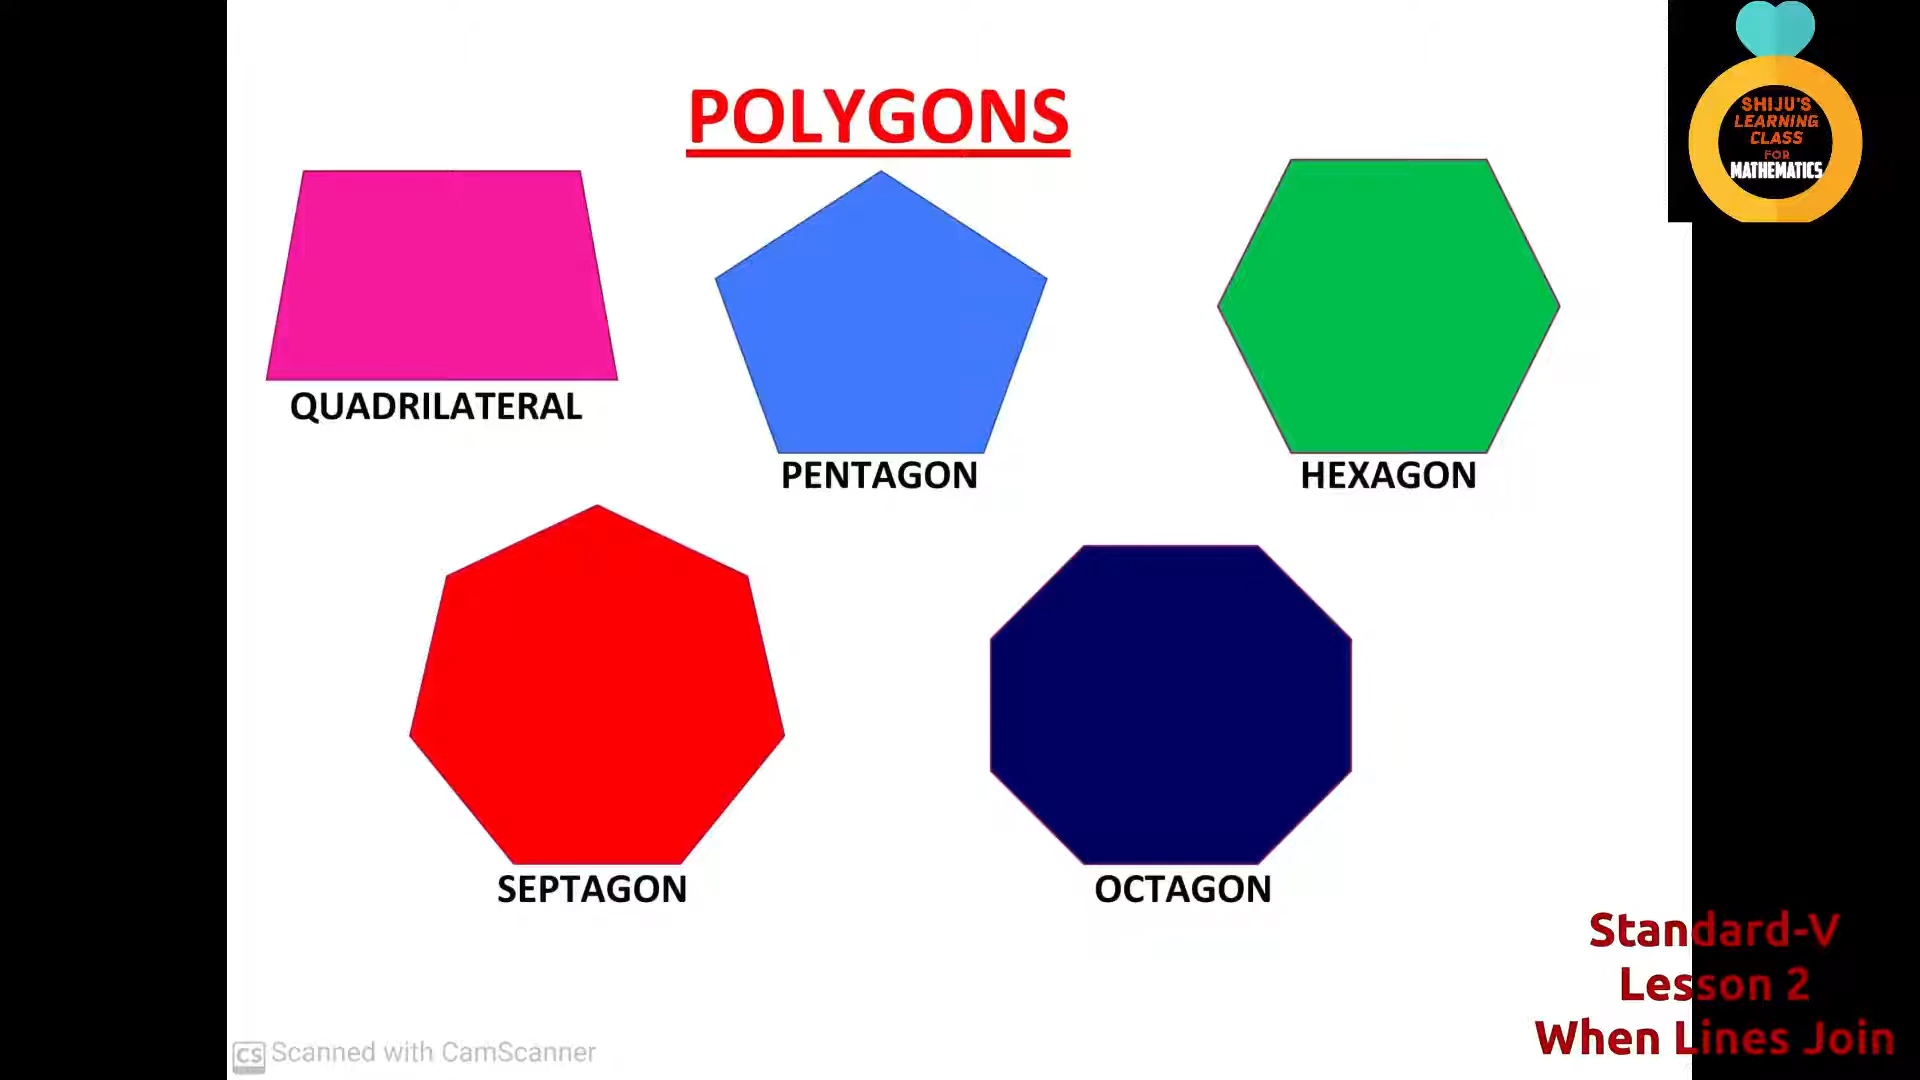 POLYGONS
SHIJU'S
LEARNING
CLASS
FOR
MATHEMATICS
QUADRILATERAL
PENTAGON
HEXAGON
SEPTAGON
OCTAGON
Standard-V
Lesson 2
When Lines Join
CS Scanned with CamScanner